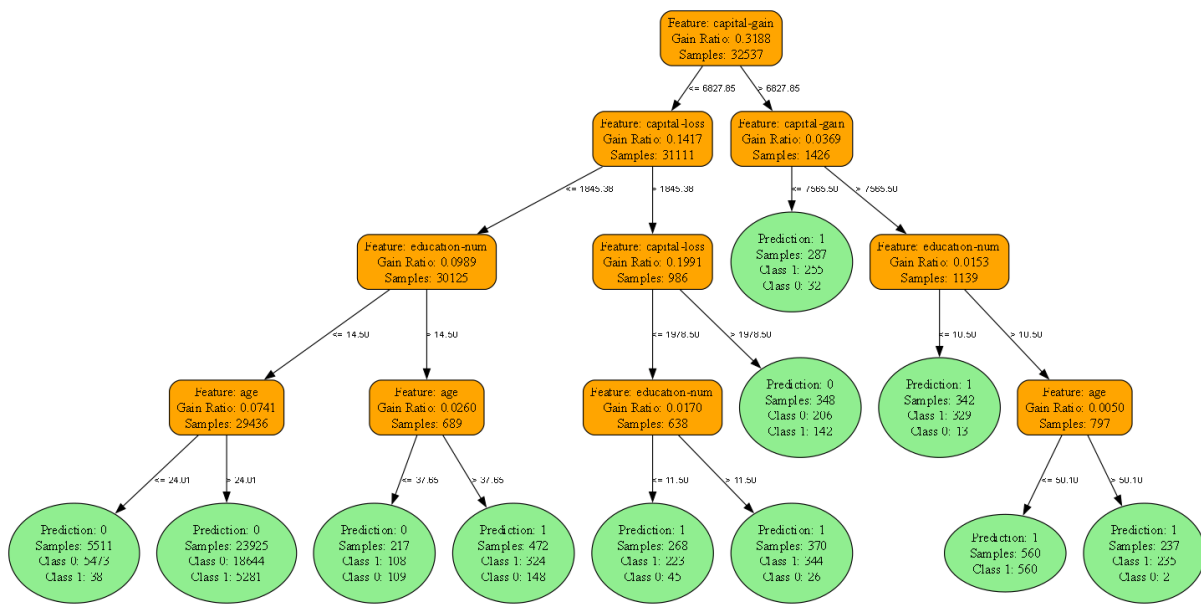 Feature: capital-gain
Gain Ratio: 0.3188
Samples: 32537
<= 6827.85
> 6827.85
Feature: capital-loss
Gain Ratio: 0.1417
Samples: 31111
Feature: capital-gain
Gain Ratio: 0.0369
Samples: 1426
<= 1845.38
> 1845.38
<= 7565.50
> 7565.50
Feature: education-num
Gain Ratio: 0.0989
Samples: 30125
Feature: capital-loss
Gain Ratio: 0.1991
Samples: 986
Prediction: 1
Samples: 287
Class 1: 255
Class 0: 32
Feature: education-num
Gain Ratio: 0.0153
Samples: 1139
<= 14.50
> 14.50
<= 1978.50
> 1978.50
<= 10.50
> 10.50
Feature: age
Gain Ratio: 0.0741
Samples: 29436
Feature: age
Gain Ratio: 0.0260
Samples: 689
Feature: education-num
Gain Ratio: 0.0170
Samples: 638
Prediction: 0
Samples: 348
Class 0: 206
Class 1: 142
Prediction: 1
Samples: 342
Class 1: 329
Class 0: 13
Feature: age
Gain Ratio: 0.0050
Samples: 797
<= 24.01
> 24.01
<= 37.65
> 37.65
<= 11.50
> 11.50
<= 50.10
> 50.10
Prediction: 0
Samples: 5511
Class 0: 5473
Class 1: 38
Prediction: 0
Samples: 23925
Class 0: 18644
Class 1: 5281
Prediction: 0
Samples: 217
Class 1: 108
Class 0: 109
Prediction: 1
Samples: 472
Class 1: 324
Class 0: 148
Prediction: 1
Samples: 268
Class 1: 223
Class 0: 45
Prediction: 1
Samples: 370
Class 1: 344
Class 0: 26
Prediction: 1
Samples: 560
Class 1: 560
Prediction: 1
Samples: 237
Class 1: 235
Class 0: 2